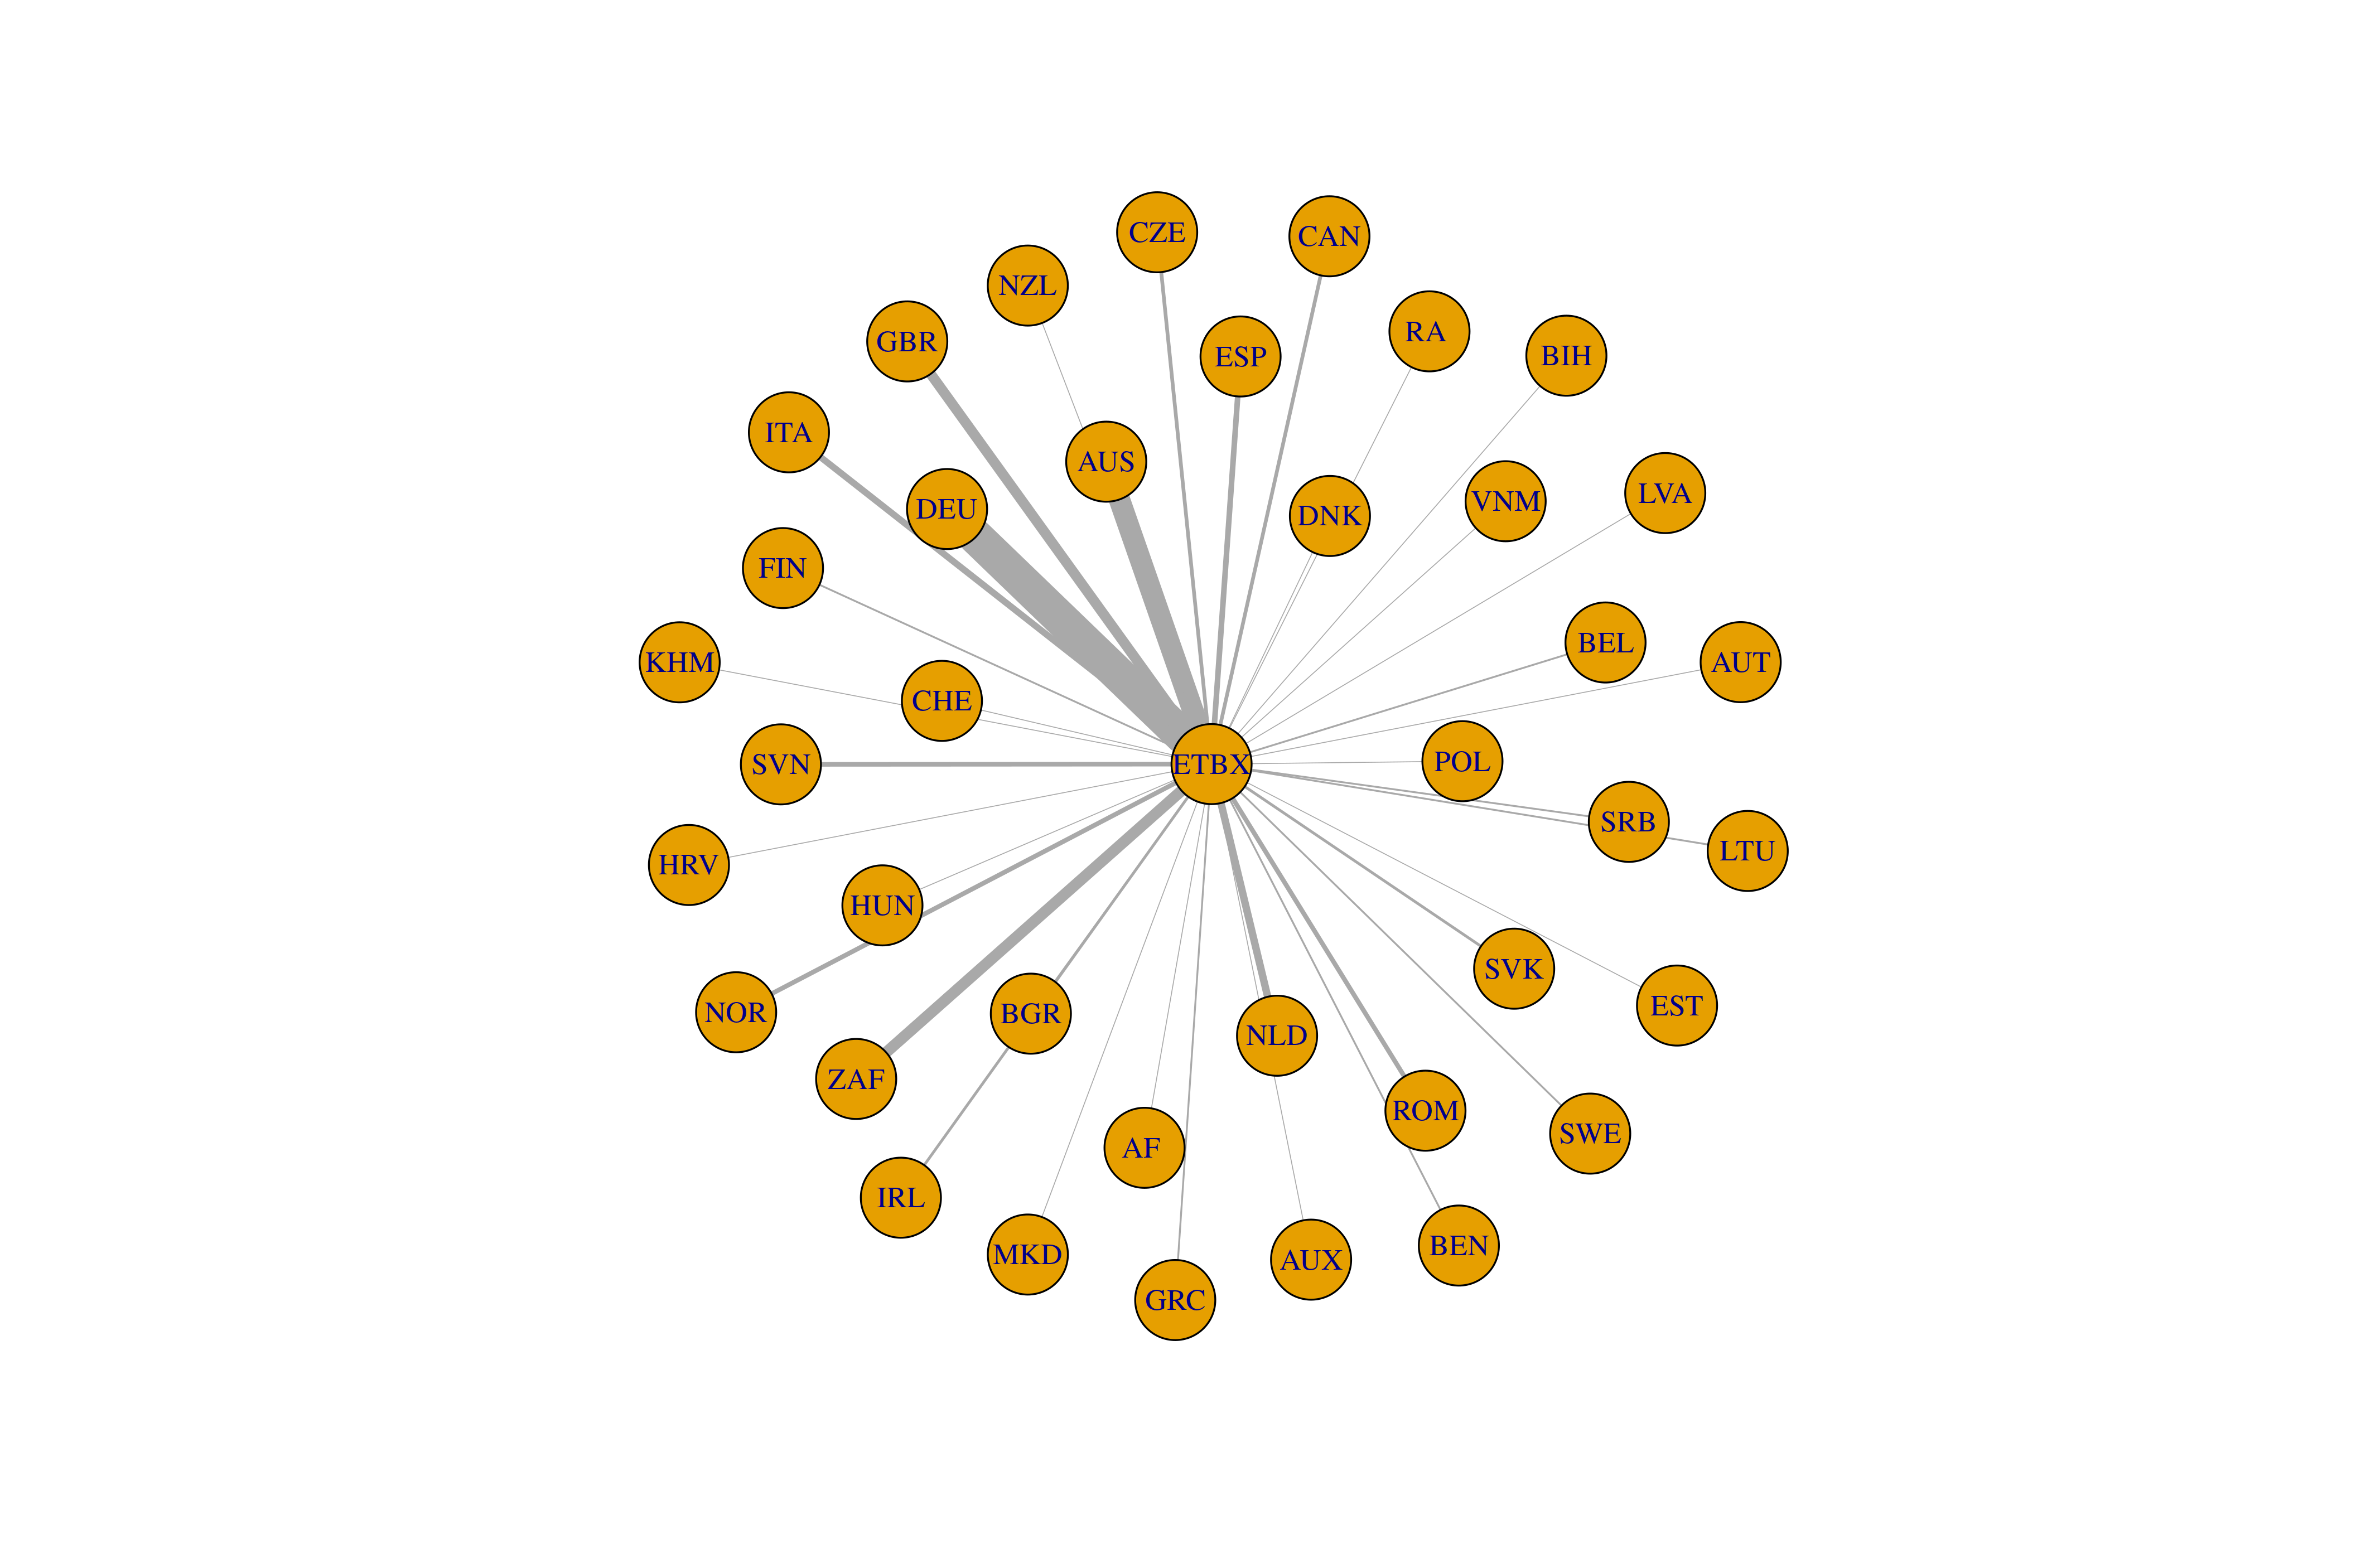 CZE
CAN
NZL
RA
GBR
ESP
BIH
ITA
AUS
DEU
DNK
VNM
LVA
FIN
BEL
KHM
AUT
CHE
SVN
ETBX
POL
SRB
LTU
HRV
HUN
SVK
NOR
BGR
EST
NLD
ZAF
ROM
SWE
AF
IRL
BEN
MKD
AUX
GRC